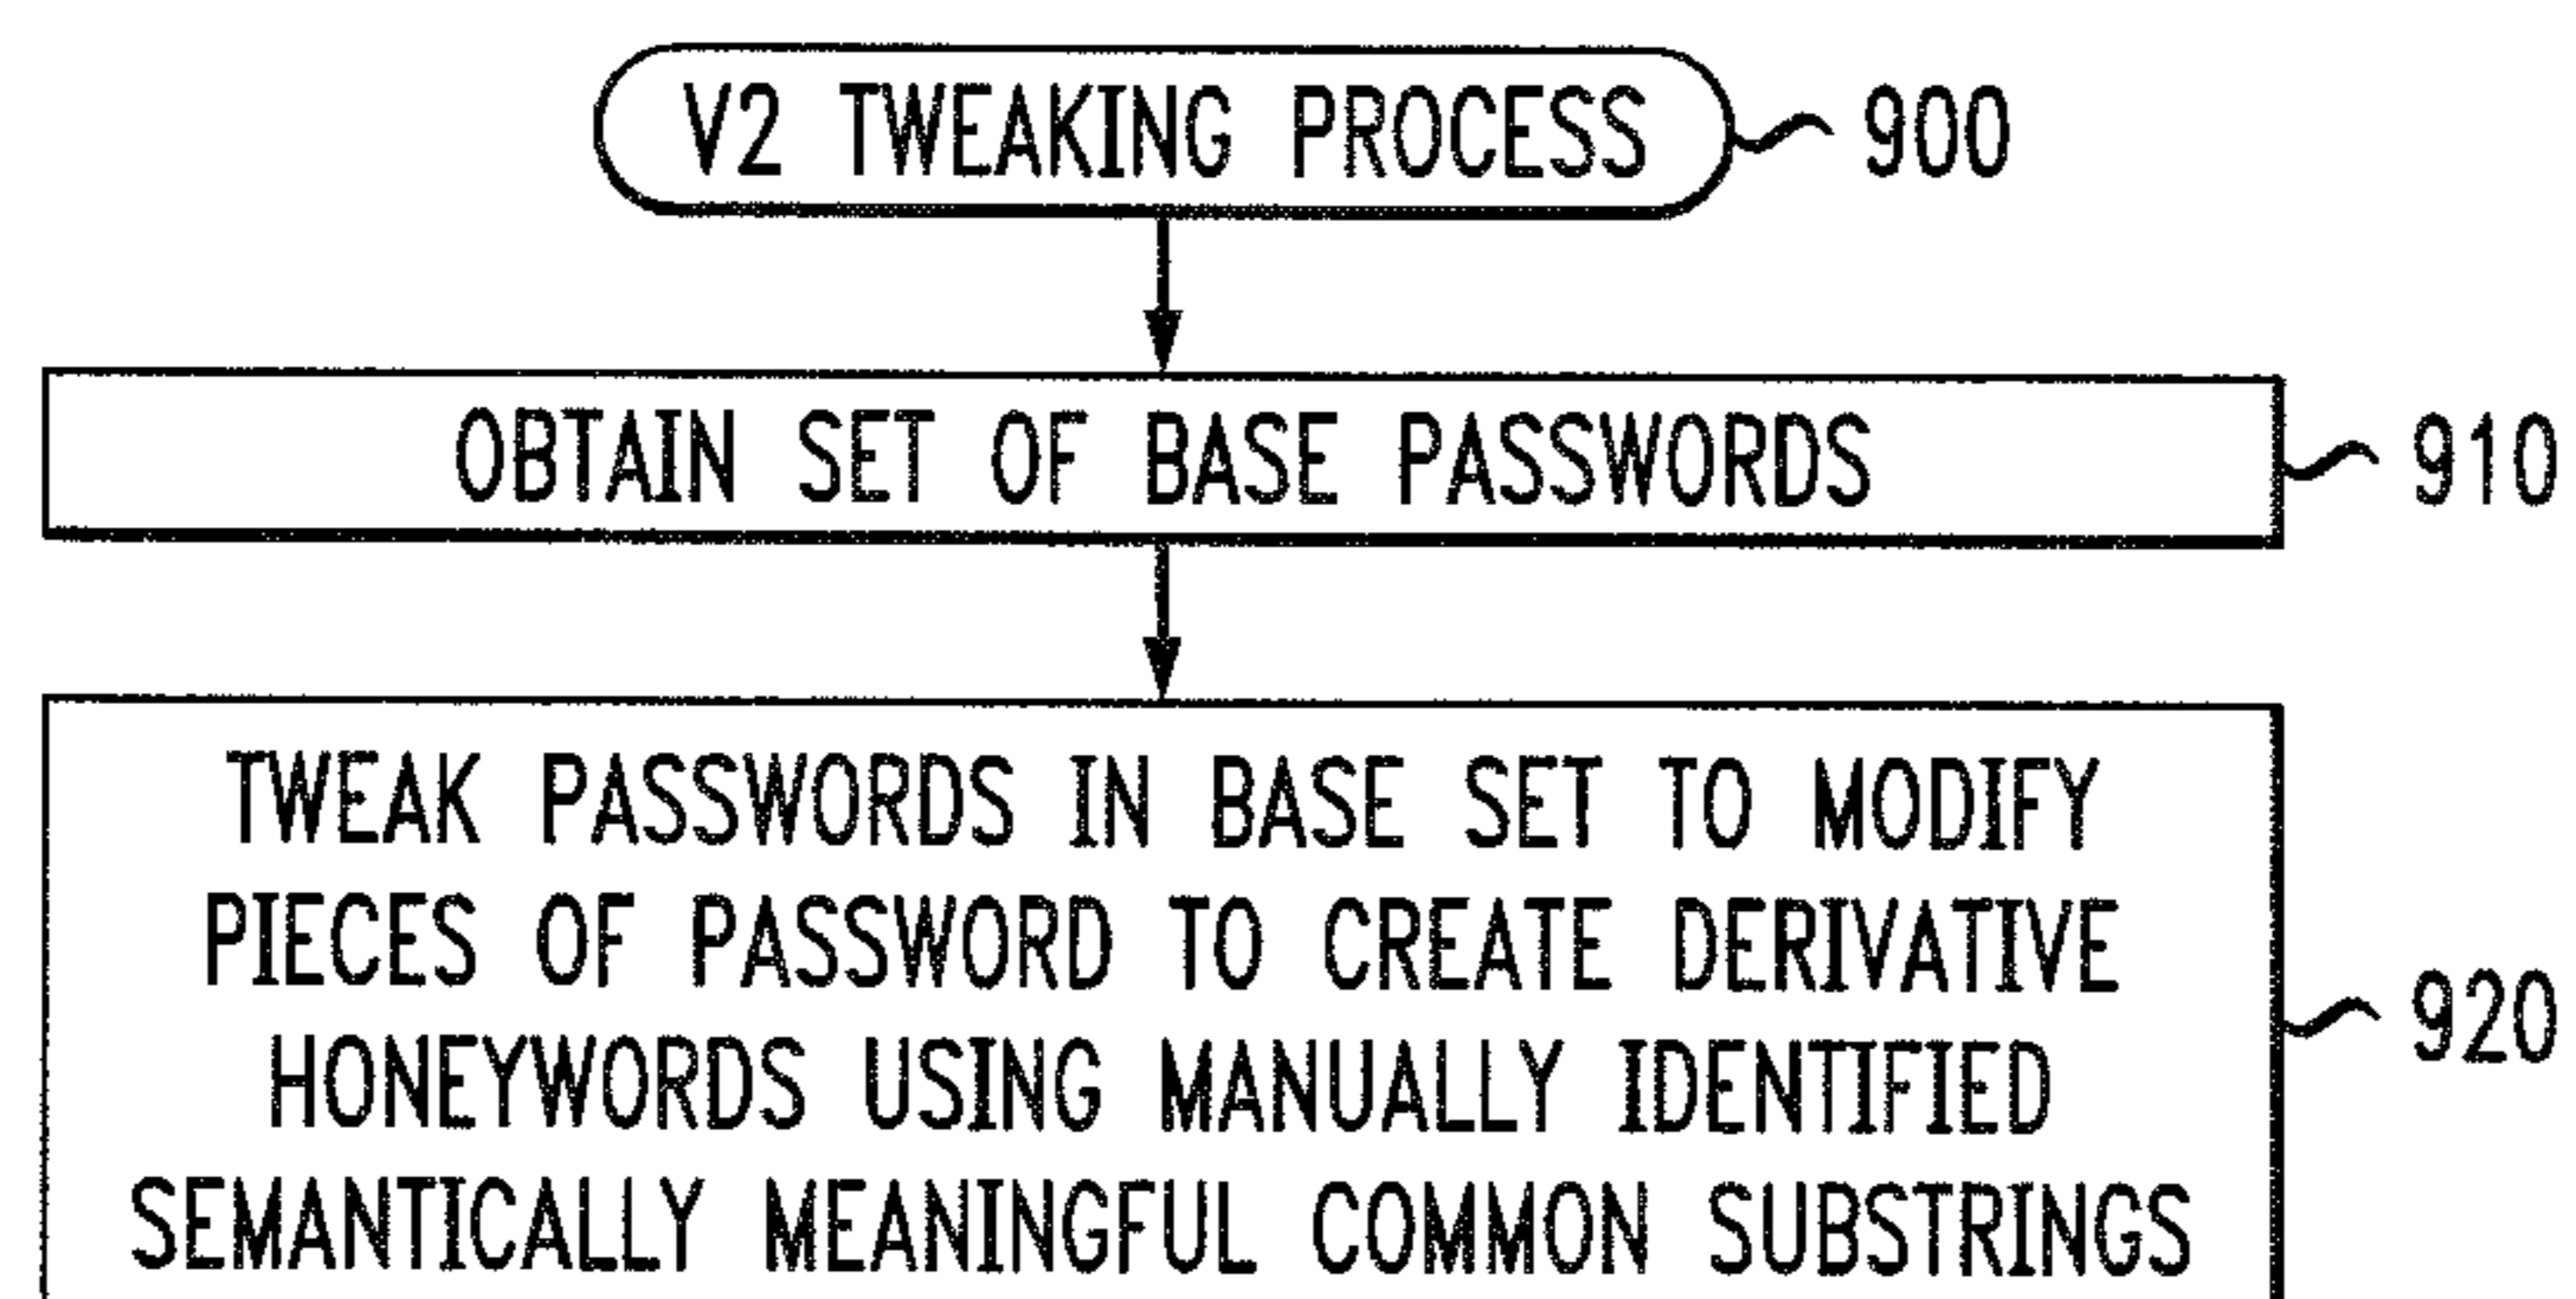 V2 TWEAKING PROCESS 900
OBTAIN SET OF BASE PASSWORDS 910
TWEAK PASSWORDS IN BASE SET TO MODIFY
PIECES OF PASSWORD TO CREATE DERIVATIVE
HONEYWORDS USING MANUALLY IDENTIFIED
SEMANTICALLY MEANINGFUL COMMON SUBSTRINGS
920